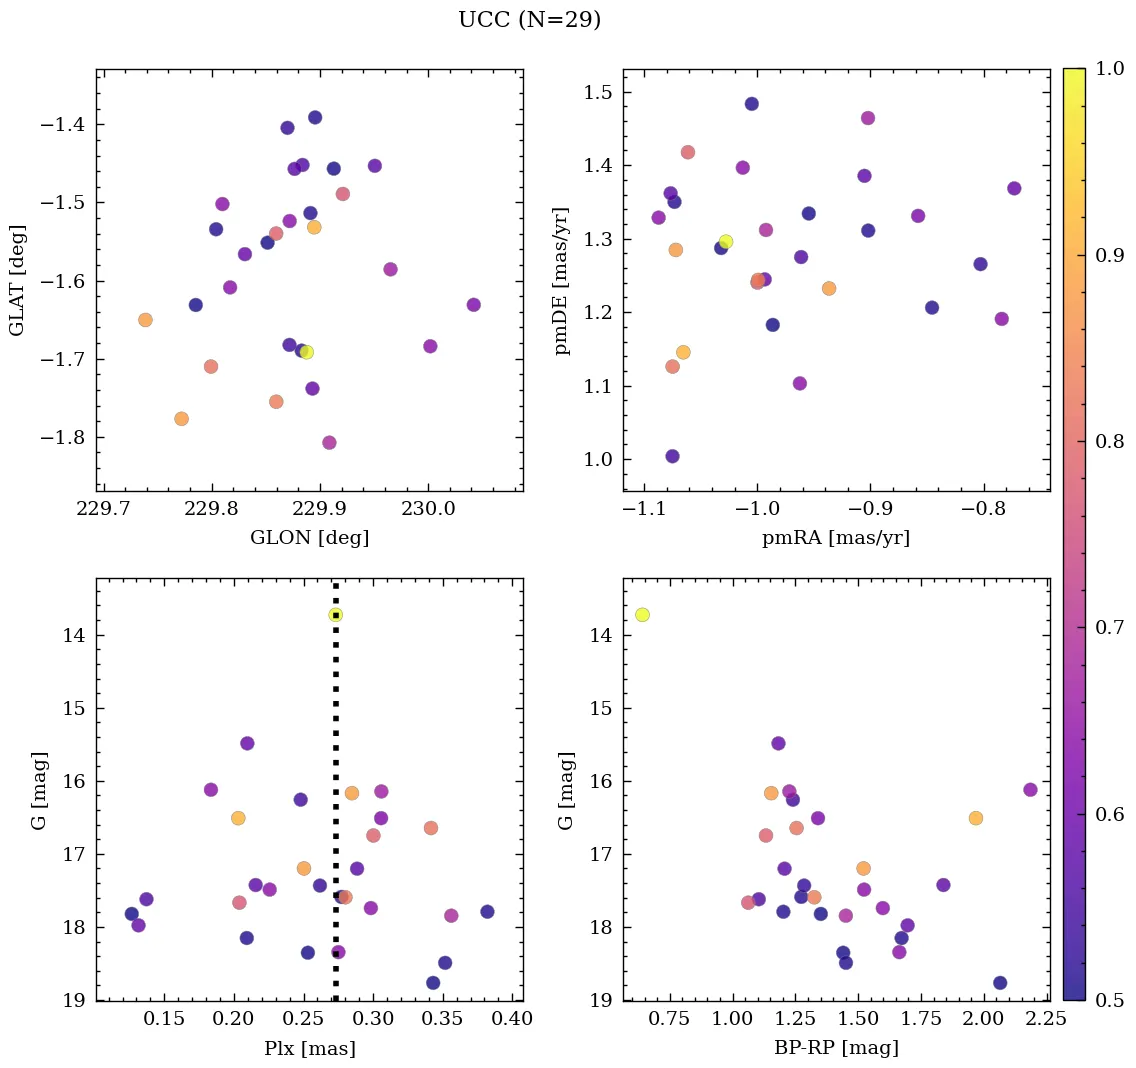 UCC (N=29)
−1.4
−1.5
−1.6
−1.7
−1.8
GLAT [deg]
229.7 229.8 229.9 230.0
GLON [deg]
1.5
1.4
1.3
1.2
1.1
1.0
pmDE [mas/yr]
−1.1 −1.0 −0.9 −0.8
pmRA [mas/yr]
14
15
16
17
18
19
G [mag]
0.15 0.20 0.25 0.30 0.35 0.40
Plx [mas]
14
15
16
17
18
19
G [mag]
0.75 1.00 1.25 1.50 1.75 2.00 2.25
BP-RP [mag]
1.0
0.9
0.8
0.7
0.6
0.5